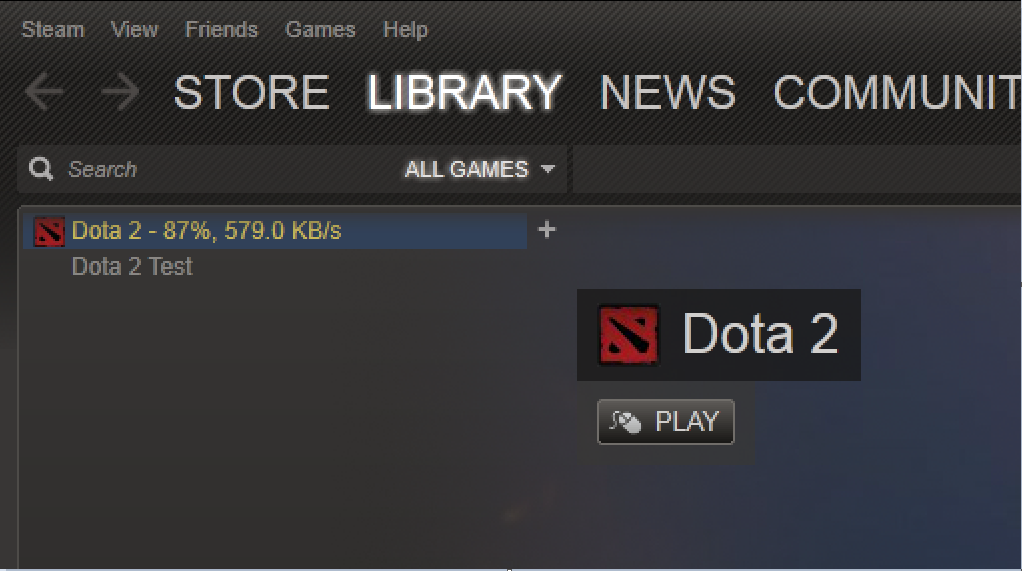 Steam View Friends Games Help
STORE LIBRARY NEWS COMMUNIT
Search ALL GAMES
Dota 2 - 87%, 579.0 KB/s
Dota 2 Test
Dota 2
PLAY